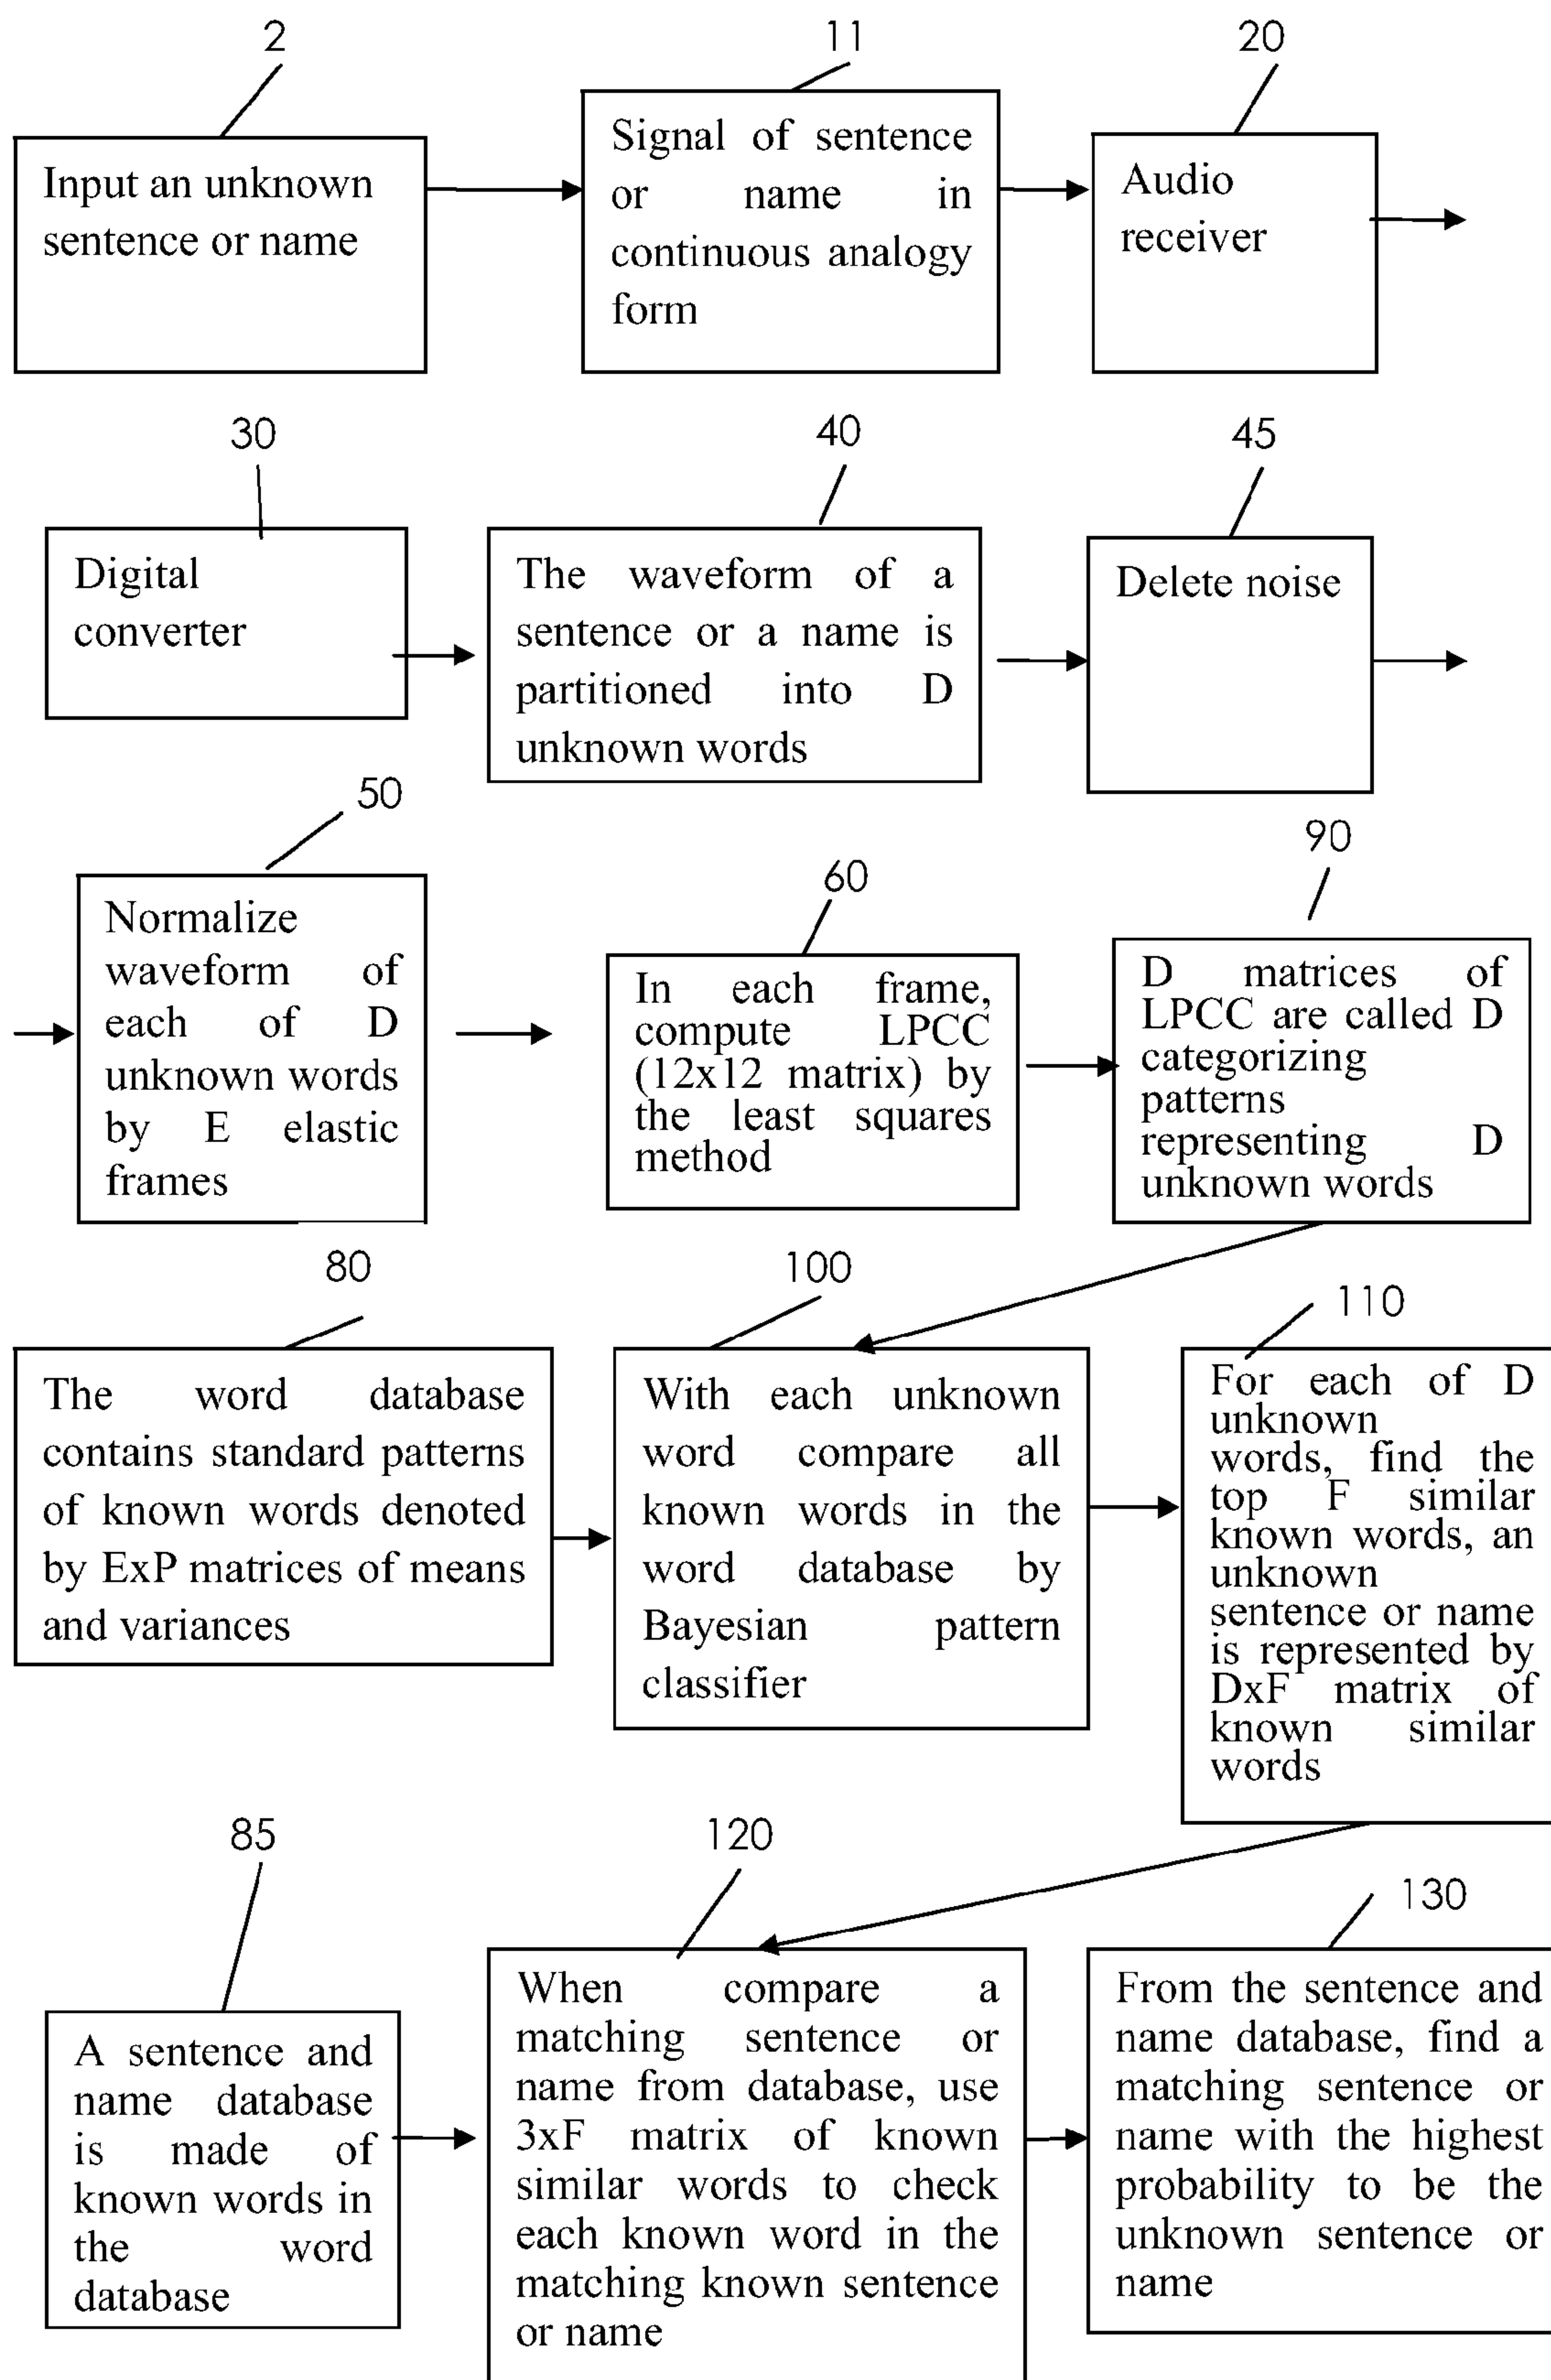 2
Input an unknown
sentence or name
11
Signal of sentence
or name in
continuous analogy
form
20
Audio
receiver
30
Digital
converter
40
The waveform of a
sentence or a name is
partitioned into D
unknown words
45
Delete noise
50
Normalize
waveform of
each of D
unknown words
by E elastic
frames
60
In each frame,
compute LPCC
(12x12 matrix) by
the least squares
method
90
D matrices of
LPCC are called D
categorizing
patterns
representing D
unknown words
80
The word database
contains standard patterns
of known words denoted
by ExP matrices of means
and variances
100
With each unknown
word compare all
known words in the
word database by
Bayesian pattern
classifier
110
For each of D
unknown
words, find the
top F similar
known words, an
unknown
sentence or name
is represented by
DxF matrix of
known similar
words
85
A sentence and
name database
is made of
known words in
the word
database
120
When compare a
matching sentence or
name from database, use
3xF matrix of known
similar words to check
each known word in the
matching known sentence
or name
130
From the sentence and
name database, find a
matching sentence or
name with the highest
probability to be the
unknown sentence or
name